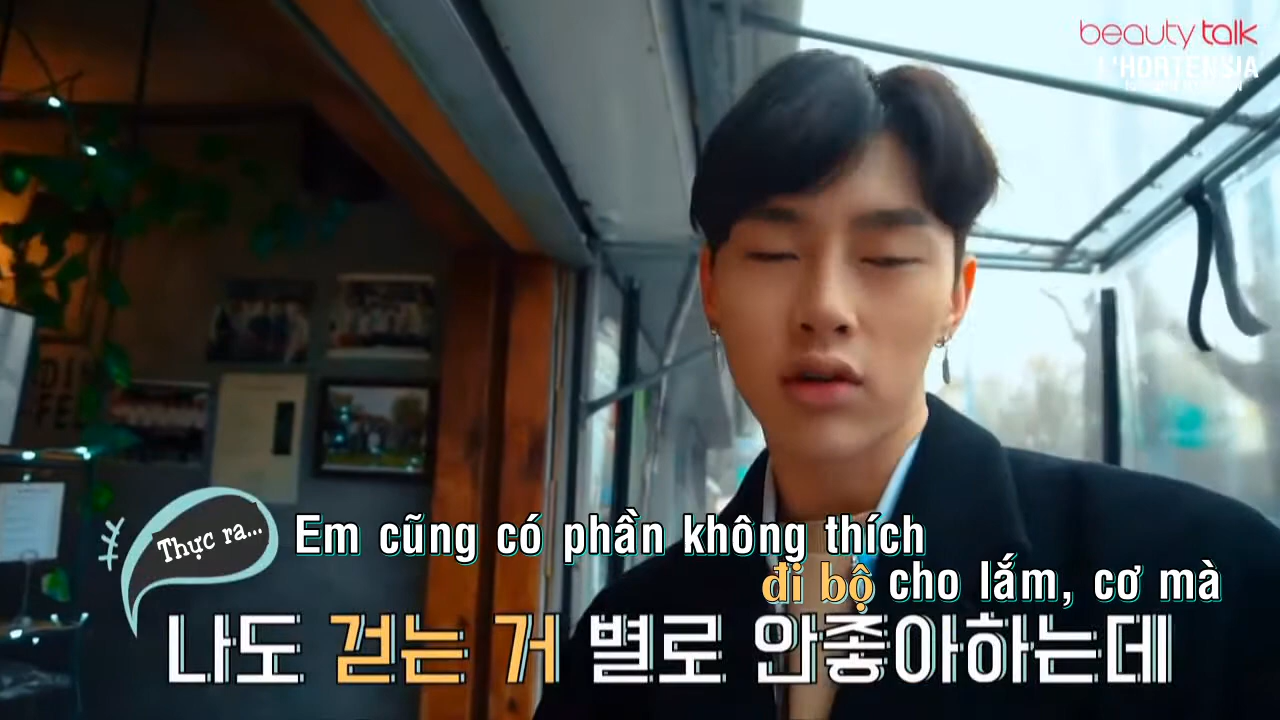 beauty talk
L'HORTENSIA
Thực ra...
Em cũng có phần không thích
đi bộ cho lắm, cơ mà
나도 걷는 거 별로 안좋아하는데